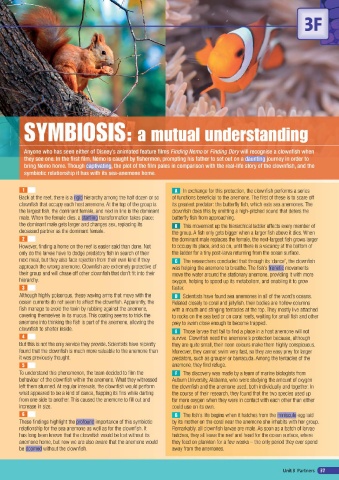 3F
SYMBIOSIS: a mutual understanding
Anyone who has seen either of Disney's animated feature films Finding Nemo or Finding Dory will recognise a clownfish when
they see one. In the first film, Nemo is caught by fishermen, prompting his father to set out on a daunting journey in order to
bring Nemo home. Though captivating, the plot of the film pales in comparison with the real-life story of the clownfish, and the
symbiotic relationship it has with its sea-anemone home.
1
Back at the reef, there is a rigid hierarchy among the half dozen or so
clownfish that occupy each host anemone. At the top of the group is
the largest fish, the dominant female, and next in line is the dominant
male. When the female dies, a startling transformation takes place:
the dominant male gets larger and changes sex, replacing his
deceased partner as the dominant female.
2
However, finding a home on the reef is easier said than done. Not
only do the larvae have to dodge predatory fish in search of their
next meal, but they also face rejection from their own kind if they
approach the wrong anemone. Clownfish are extremely protective of
their group and will chase off other clownfish that don't fit into their
hierarchy.
3
Although highly poisonous, these waving arms that move with the
ocean currents do not seem to affect the clownfish. Apparently, the
fish manage to avoid the toxin by rubbing against the anemone,
covering themselves in its mucus. This coating seems to trick the
anemone into thinking the fish is part of the anemone, allowing the
clownfish to shelter inside.
4
But this is not the only service they provide. Scientists have recently
found that the clownfish is much more valuable to the anemone than
it was previously thought.
5
To understand this phenomenon, the team decided to film the
behaviour of the clownfish within the anemone. What they witnessed
left them stunned. At regular intervals, the clownfish would perform
what appeared to be a kind of dance, flapping its fins while darting
from one side to another. This caused the anemone to fill out and
increase in size.
6
These findings highlight the profound importance of this symbiotic
relationship for the sea anemone as well as for the clownfish. It
has long been known that the clownfish would be lost without its
anemone home, but now we are also aware that the anemone would
be doomed without the clownfish.
A In exchange for this protection, the clownfish performs a series
of functions beneficial to the anemone. The first of these is to scare off
its greatest predator: the butterfly fish, which eats sea anemones. The
clownfish does this by emitting a high-pitched sound that deters the
butterfly fish from approaching.
B This movement up the hierarchical ladder affects every member of
the group. A fish only gets bigger when a larger fish above it dies. When
the dominant male replaces the female, the next-largest fish grows larger
to occupy its place, and so on, until there is a vacancy at the bottom of
the ladder for a tiny post-larva returning from the ocean surface.
C The researchers concluded that through its 'dance', the clownfish
was helping the anemone to breathe. The fish's frenetic movements
move the water around the stationary anemone, providing it with more
oxygen, helping to speed up its metabolism, and enabling it to grow
faster.
D Scientists have found sea anemones in all of the world's oceans.
Related closely to coral and jellyfish, their bodies are hollow columns
with a mouth and stinging tentacles at the top. They mostly live attached
to rocks on the sea bed or on coral reefs, waiting for small fish and other
prey to swim close enough to become trapped.
E Those larvae that fail to find a place in a host anemone will not
survive. Clownfish need the anemone's protection because, although
they are quite small, their neon colours make them highly conspicuous.
Moreover, they cannot swim very fast, so they are easy prey for larger
predators, such as grouper or barracuda. Among the tentacles of the
anemone, they find refuge.
F The discovery was made by a team of marine biologists from
Auburn University, Alabama, who were studying the amount of oxygen
the clownfish and the anemone used, both individually and together. In
the course of their research, they found that the two species used up
far more oxygen when they were in contact with each other than either
could use on its own.
G The fish's life began when it hatches from the minuscule egg laid
by its mother on the coral near the anemone she inhabits with her group.
Remarkably, all clownfish larvae are male. As soon as a batch of larvae
hatches, they all leave the reef and head for the ocean surface, where
they feed on plankton for a few weeks – the only period they ever spend
away from the anemones.
Unit 3 Partners 37